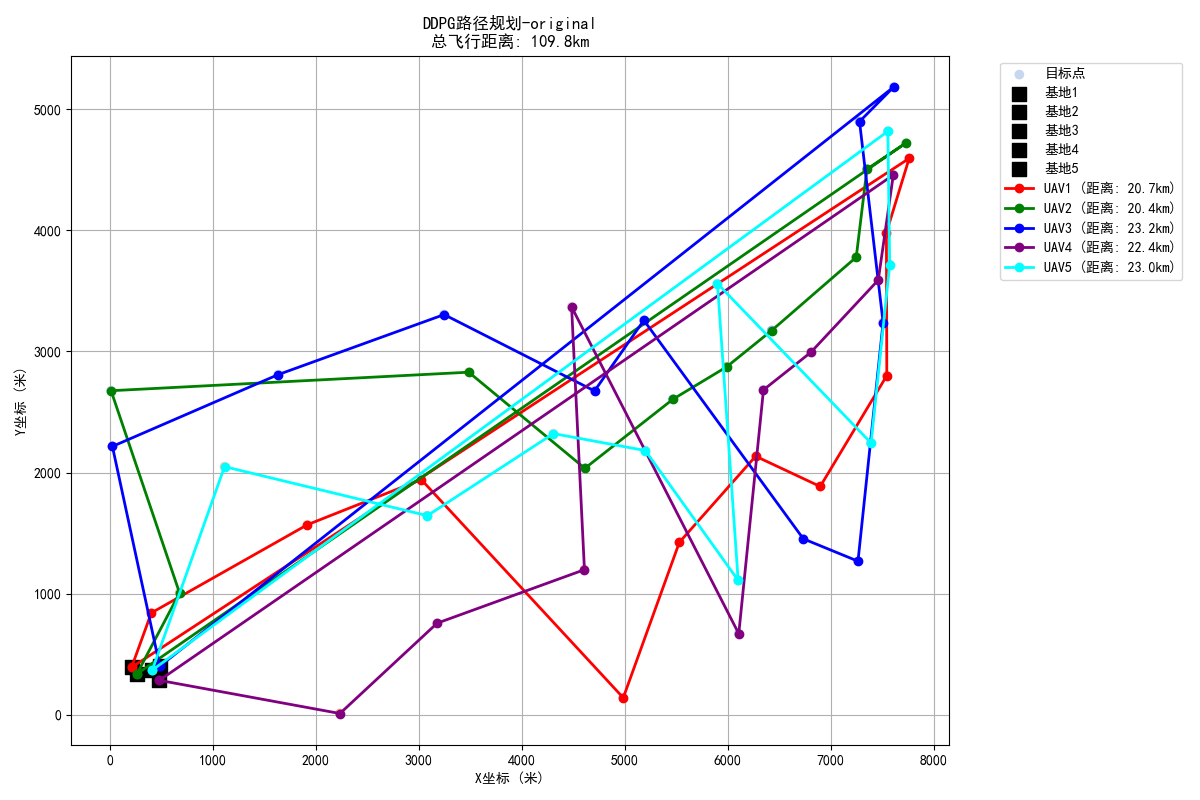 DDPG路径规划-original
总飞行距离: 109.8km
目标点
基地1
基地2
基地3
基地4
基地5
UAV1 (距离: 20.7km)
UAV2 (距离: 20.4km)
UAV3 (距离: 23.2km)
UAV4 (距离: 22.4km)
UAV5 (距离: 23.0km)
Y坐标 (米)
5000
4000
3000
2000
1000
0
0 1000 2000 3000 4000 5000 6000 7000 8000
X坐标 (米)